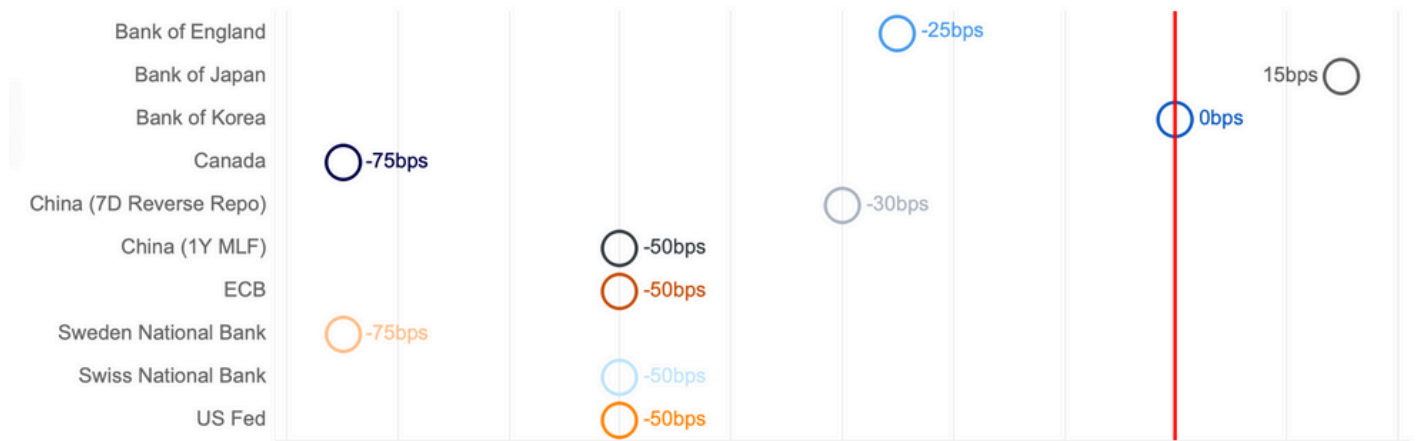 Bank of England -25bps
Bank of Japan 15bps
Bank of Korea 0bps
Canada -75bps
China (7D Reverse Repo) -30bps
China (1Y MLF) -50bps
ECB -50bps
Sweden National Bank -75bps
Swiss National Bank -50bps
US Fed -50bps